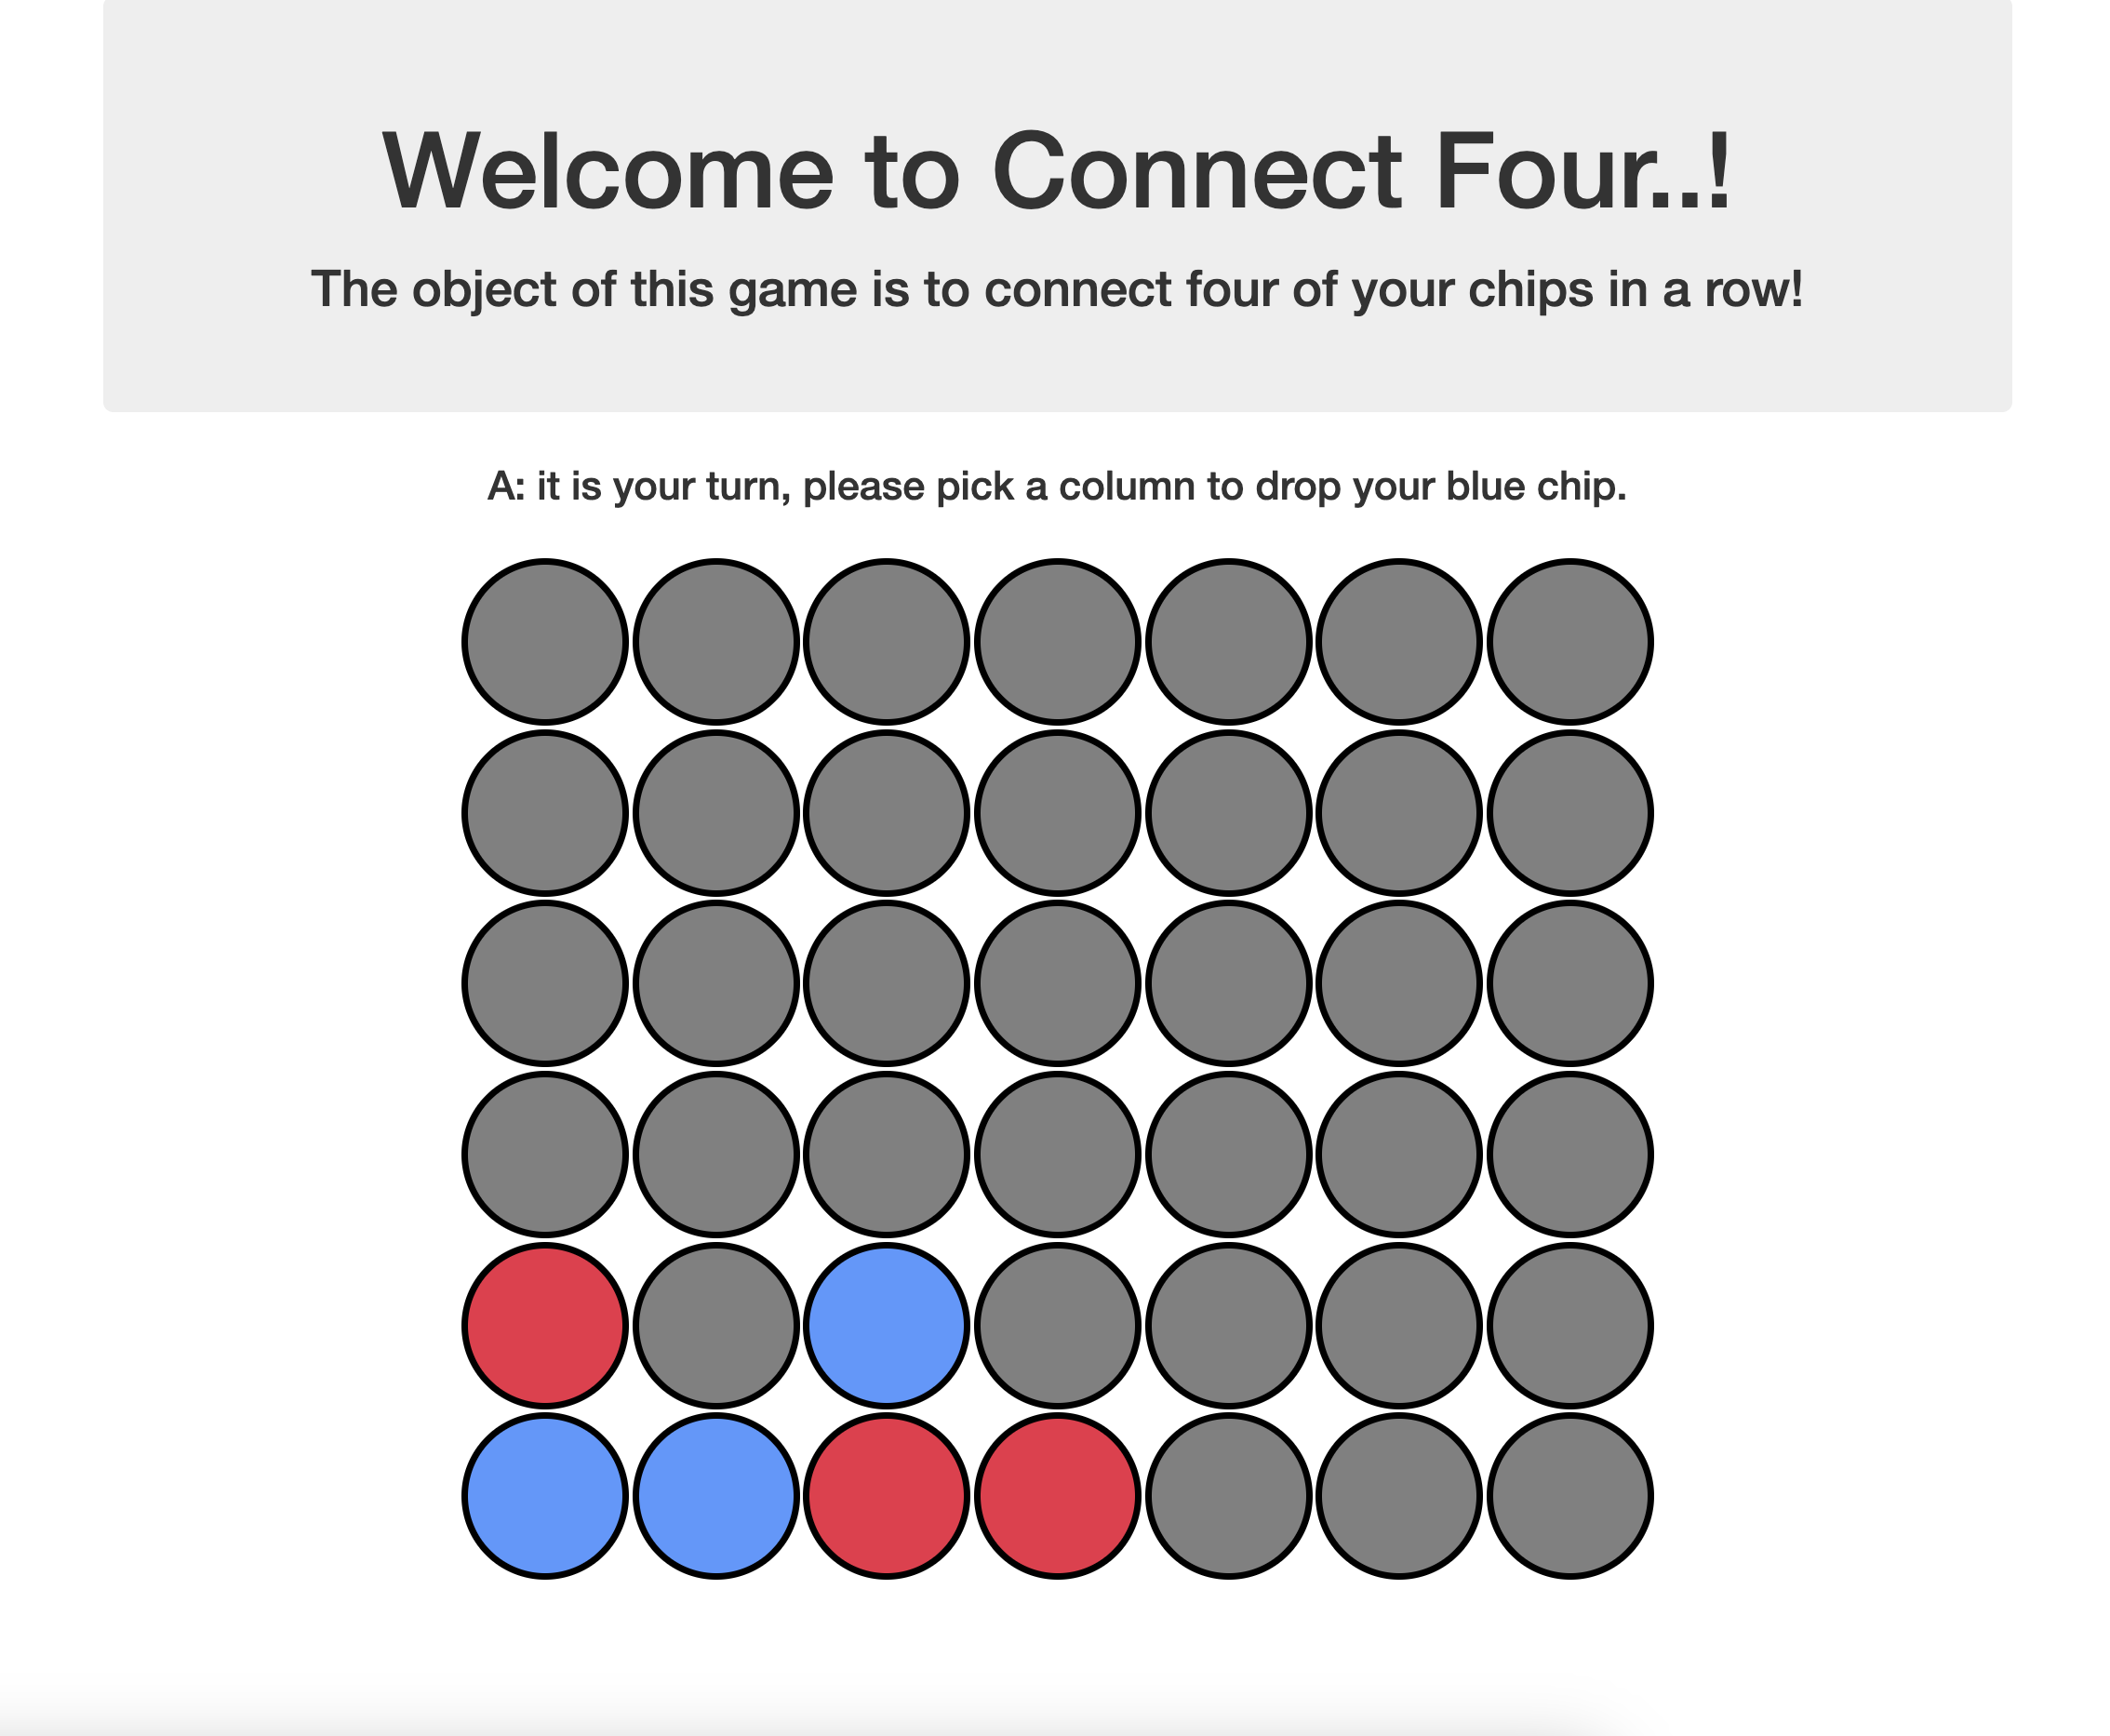 Welcome to Connect Four..!
The object of this game is to connect four of your chips in a row!
A: it is your turn, please pick a column to drop your blue chip.